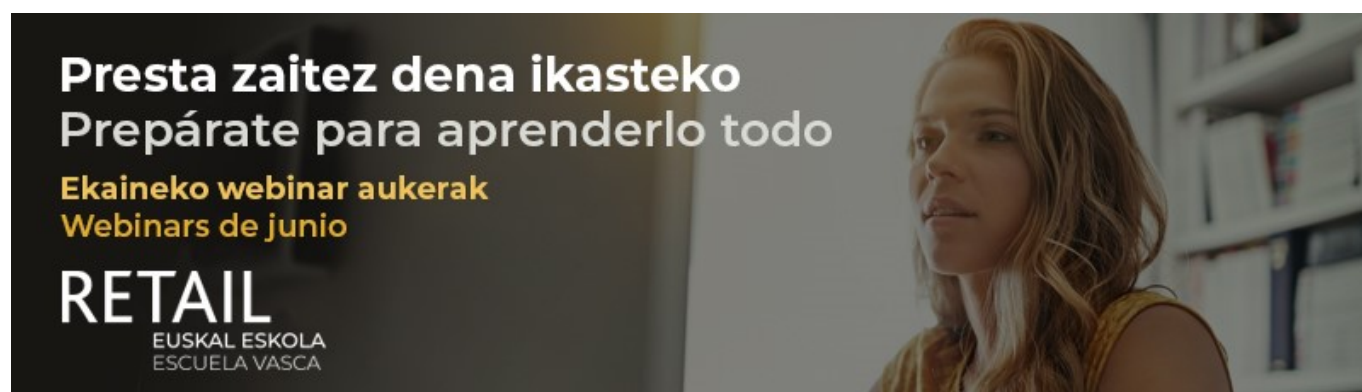 Presta zaitez dena ikasteko
Prepárate para aprenderlo todo
Ekaineko webinar aukerak
Webinars de junio
RETAIL
EUSKAL ESKOLA
ESCUELA VASCA